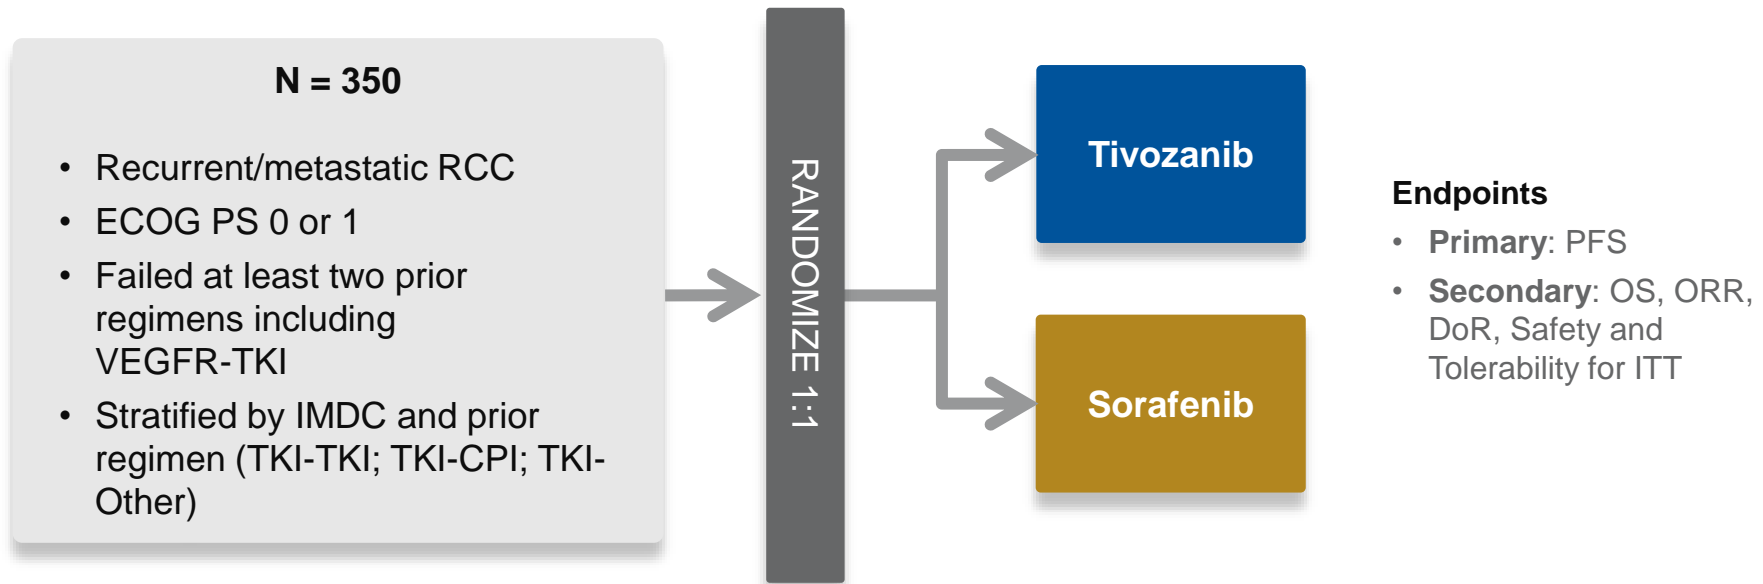 N = 350
• Recurrent/metastatic RCC
• ECOG PS 0 or 1
• Failed at least two prior
regimens including
VEGFR-TKI
• Stratified by IMDC and prior
regimen (TKI-TKI; TKI-CPI; TKI-
Other)
RANDOMIZE 1:1
Tivozanib
Sorafenib
Endpoints
• Primary: PFS
• Secondary: OS, ORR,
DoR, Safety and
Tolerability for ITT